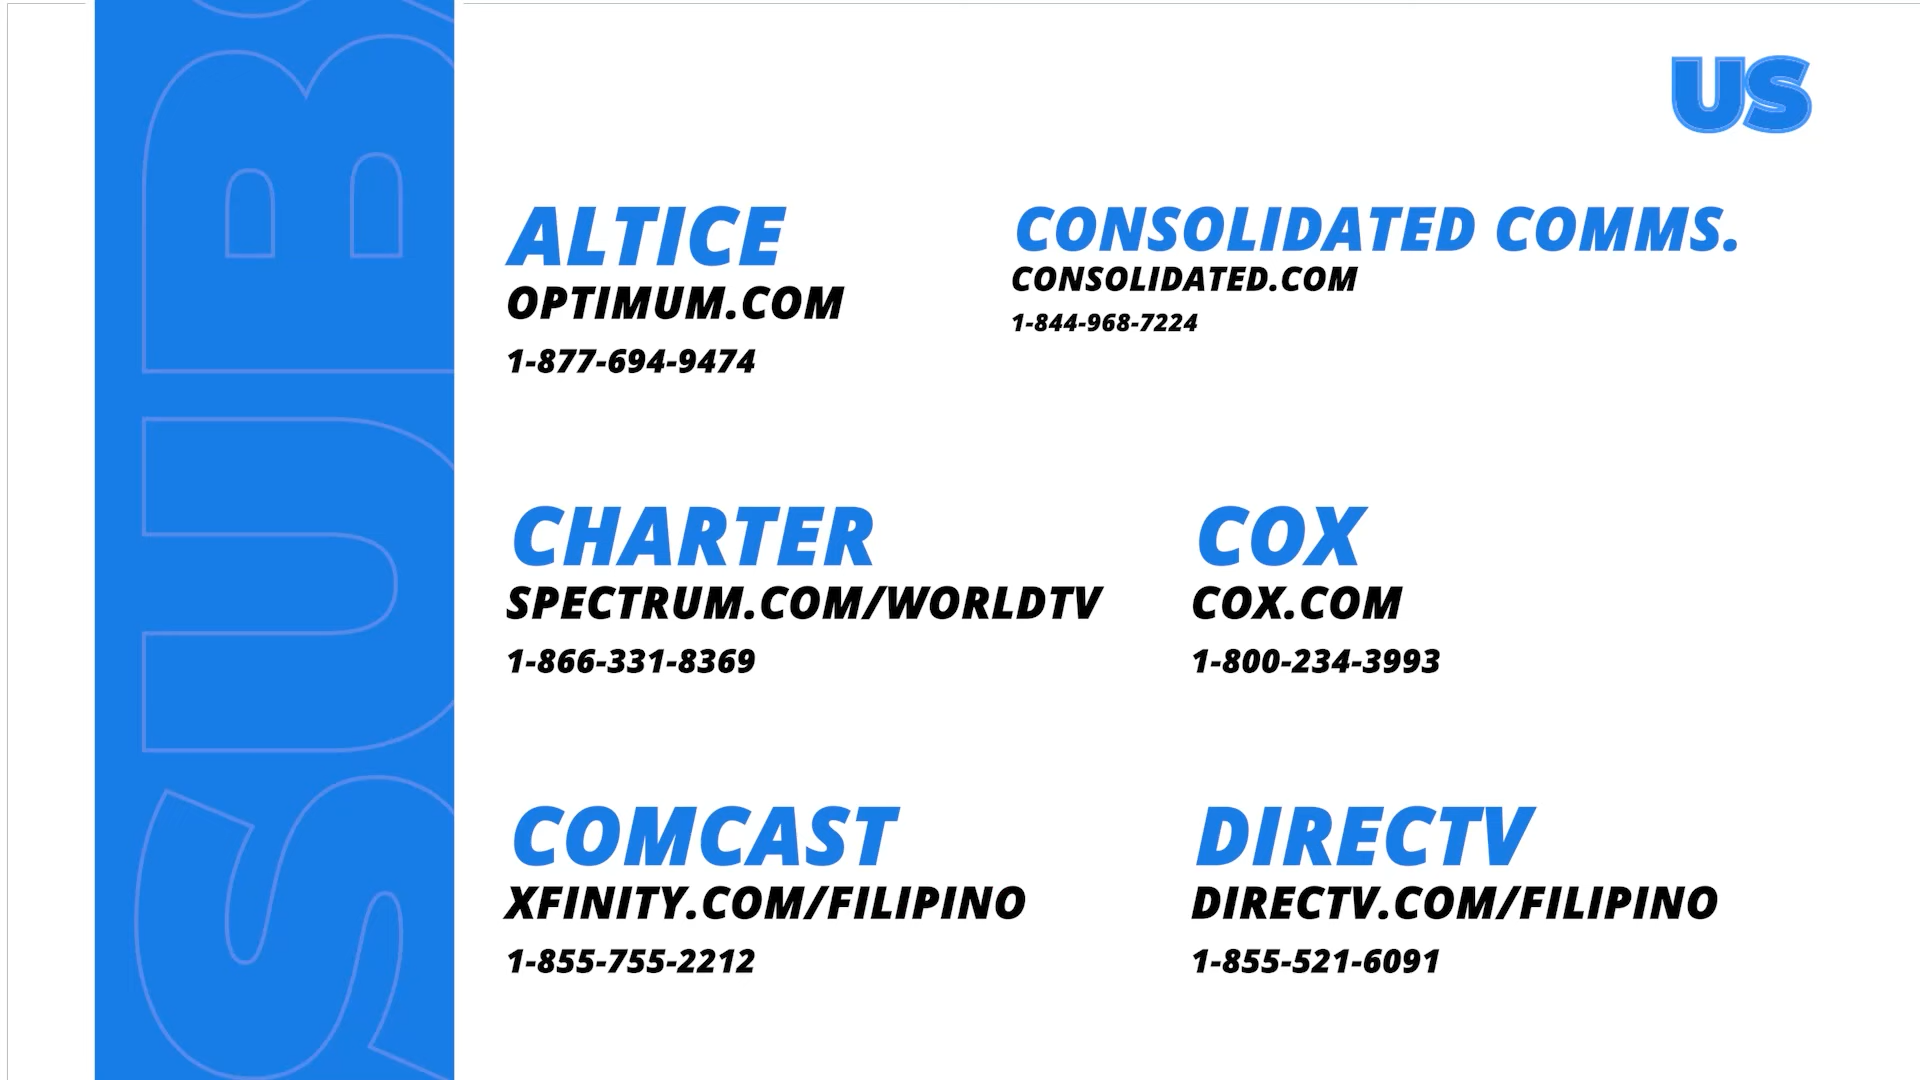 SUB
US
ALTICE
OPTIMUM.COM
1-877-694-9474
CONSOLIDATED COMMS.
CONSOLIDATED.COM
1-844-968-7224
CHARTER
SPECTRUM.COM/WORLDTV
1-866-331-8369
COX
COX.COM
1-800-234-3993
COMCAST
XFINITY.COM/FILIPINO
1-855-755-2212
DIRECTV
DIRECTV.COM/FILIPINO
1-855-521-6091